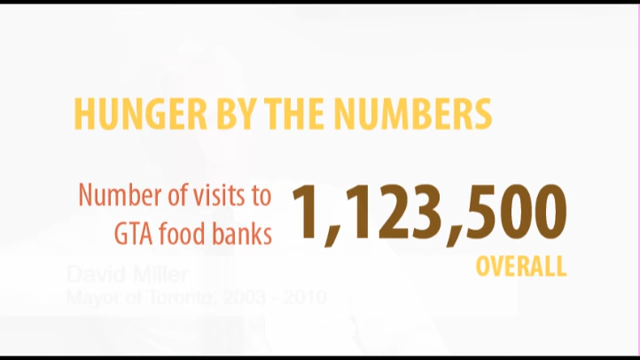 HUNGER BY THE NUMBERS
Number of visits to
GTA food banks
1,123,500
OVERALL
David Miller
Mayor of Toronto, 2003 - 2010